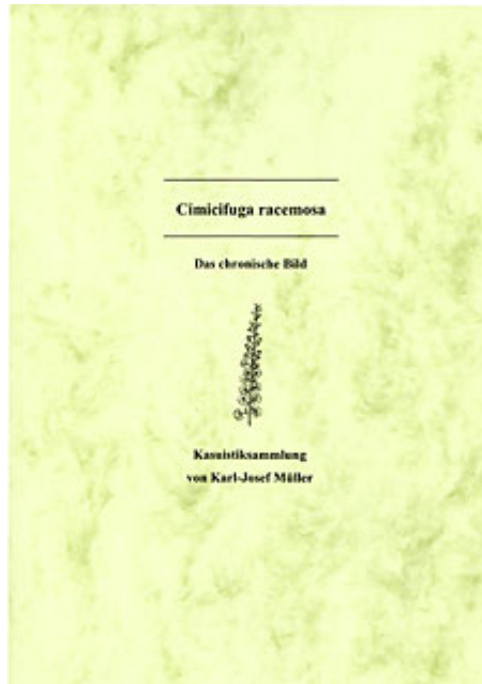 Cimicifuga racemosa
Das chronische Bild
Kasuistiksammlung
von Karl-Josef Müller